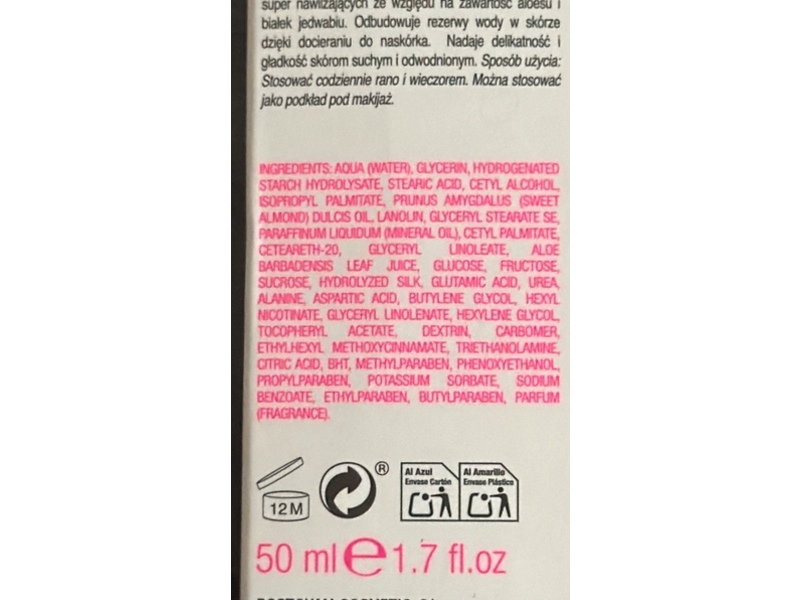 super nawilżających ze względu na zawartość aloesu i
białek jedwabiu. Odbudowuje rezerwy wody w skórze
dzięki docieraniu do naskórka. Nadaje delikatność i
gładkość skórom suchym i odwodnionym. Sposób użycia:
Stosować codziennie rano i wieczorem. Można stosować
jako podkład pod makijaż.
INGREDIENTS: AQUA (WATER), GLYCERIN, HYDROGENATED
STARCH HYDROLYSATE, STEARIC ACID, CETYL ALCOHOL,
ISOPROPYL PALMITATE, PRUNUS AMYGDALUS (SWEET
ALMOND) DULCIS OIL, LANOLIN, GLYCERYL STEARATE SE,
PARAFFINUM LIQUIDUM (MINERAL OIL), CETYL PALMITATE,
CETEARETH-20, GLYCERYL LINOLEATE, ALOE
BARBADENSIS LEAF JUICE, GLUCOSE, FRUCTOSE,
SUCROSE, HYDROLYZED SILK, GLUTAMIC ACID, UREA,
ALANINE, ASPARTIC ACID, BUTYLENE GLYCOL, HEXYL
NICOTINATE, GLYCERYL LINOLENATE, HEXYLENE GLYCOL,
TOCOPHERYL ACETATE, DEXTRIN, CARBOMER,
ETHYLHEXYL METHOXYCINNAMATE, TRIETHANOLAMINE,
CITRIC ACID, BHT, METHYLPARABEN, PHENOXYETHANOL,
PROPYLPARABEN, POTASSIUM SORBATE, SODIUM
BENZOATE, ETHYLPARABEN, BUTYLPARABEN, PARFUM
(FRAGRANCE).
12 M
®
Al Azul
Envase Cartón
Al Amarillo
Envase Plástico
50 ml e 1.7 fl.oz